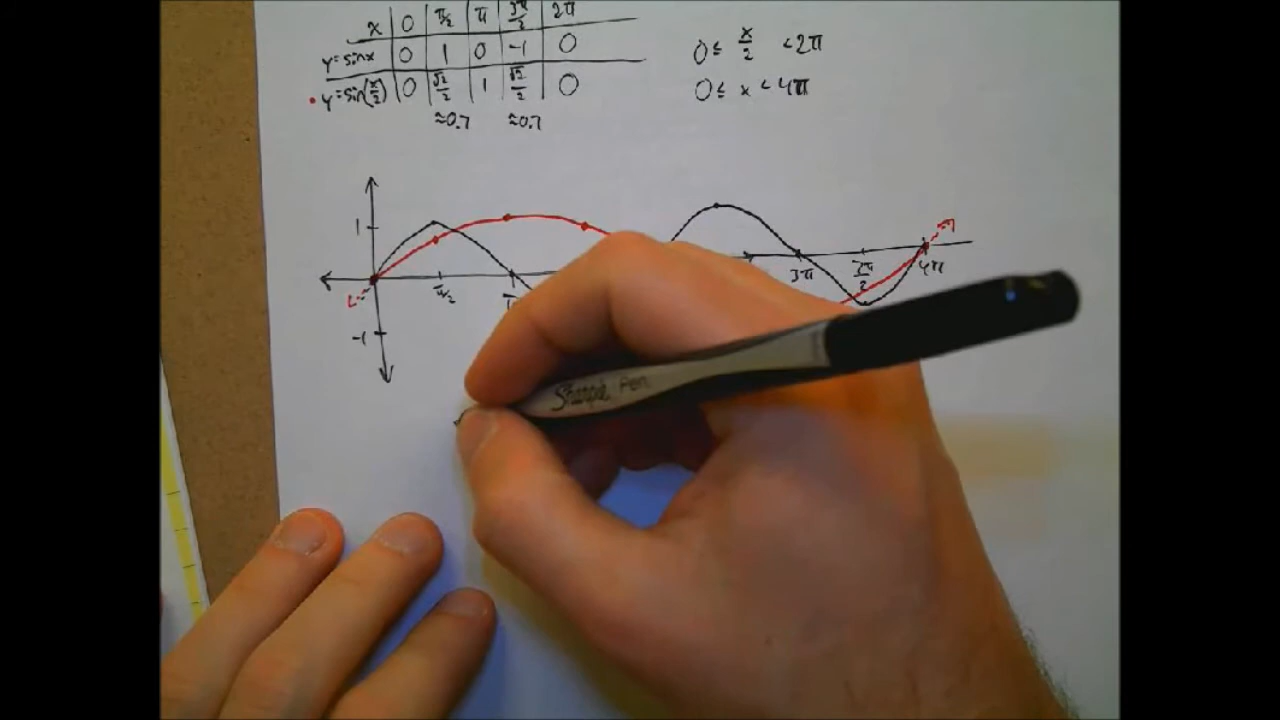 x 0 π/2 π 3π/2 2π
y=sinx 0 1 0 -1 0
y=sin(x/2) 0 √2/2 1 √2/2 0
≈0.7 ≈0.7
0≤ x/2 <2π
0≤ x <4π
1
-1
π/2
3π
7π/2
4π
Sharpie Pen